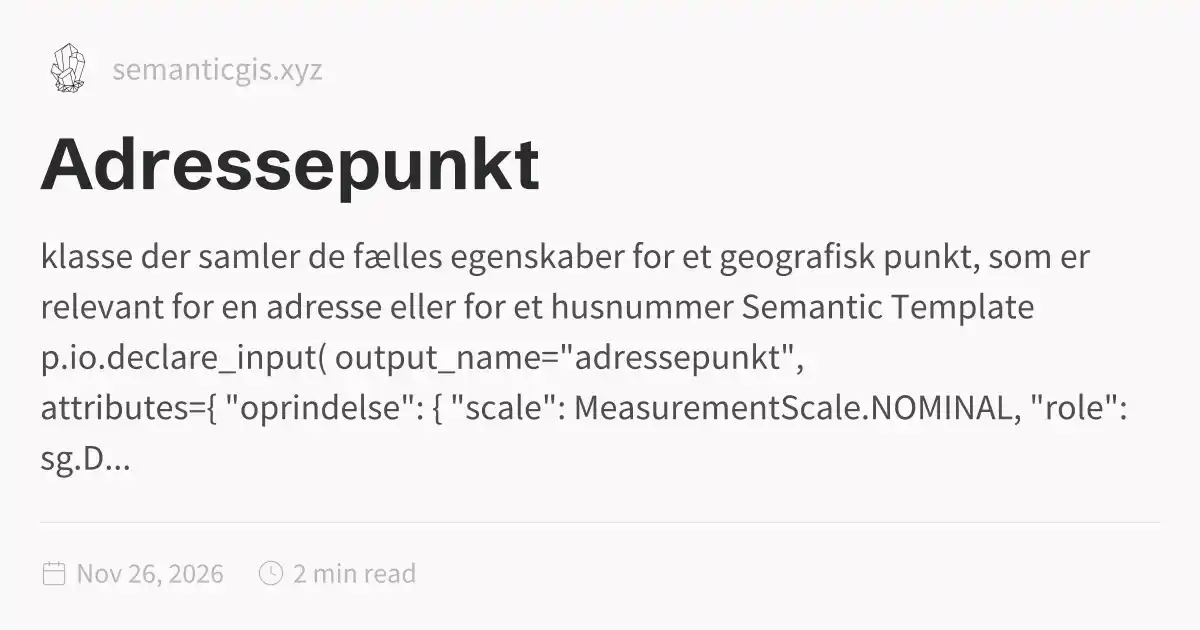 semanticgis.xyz
Adressepunkt
klasse der samler de fælles egenskaber for et geografisk punkt, som er
relevant for en adresse eller for et husnummer Semantic Template
p.io.declare_input( output_name="adressepunkt",
attributes={ "oprindelse": { "scale": MeasurementScale.NOMINAL, "role":
sg.D...
Nov 26, 2026 2 min read